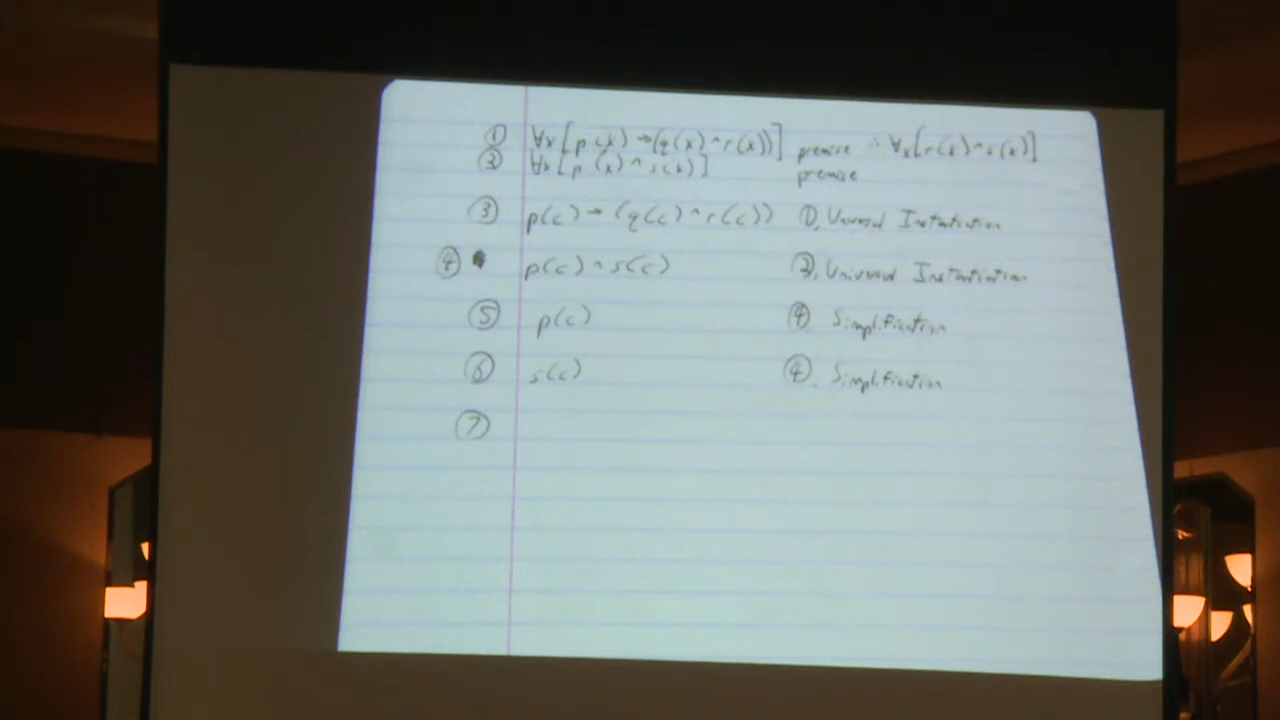 ① ∀x[p(x) → (q(x) ^ r(x))] premise ∴ ∀x[r(x) ^ s(x)]
② ∀x[p(x) ^ s(x)] premise
③ p(c) → (q(c) ^ r(c)) ①, Universal Instantiation
④ p(c) ^ s(c) ②, Universal Instantiation
⑤ p(c) ④ Simplification
⑥ s(c) ④, Simplification
⑦